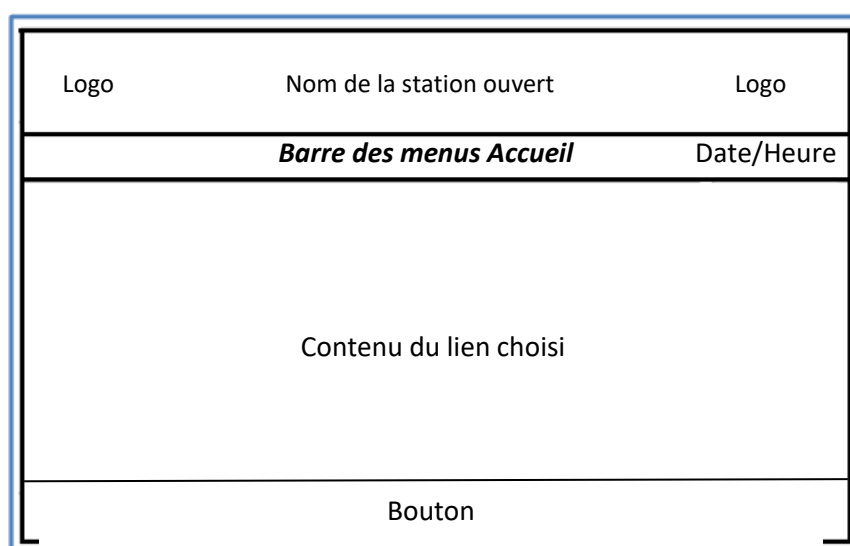 Logo Nom de la station ouvert Logo
Barre des menus Accueil Date/Heure
Contenu du lien choisi
Bouton